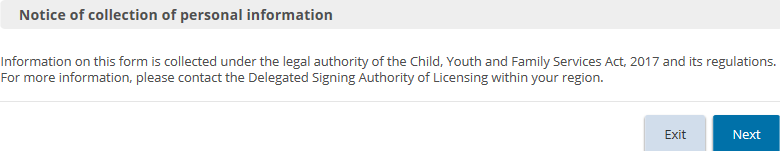 Notice of collection of personal information
Information on this form is collected under the legal authority of the Child, Youth and Family Services Act, 2017 and its regulations.
For more information, please contact the Delegated Signing Authority of Licensing within your region.
Exit
Next